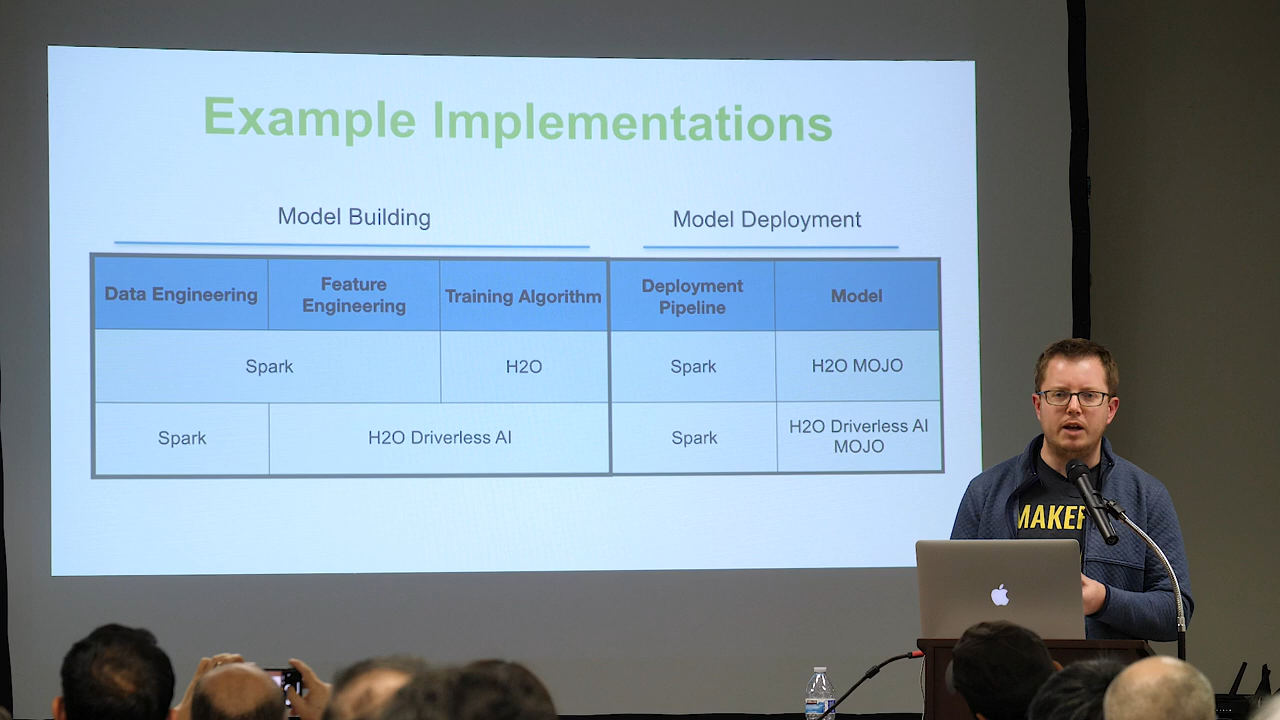 Example Implementations
Model Building
Model Deployment
Data Engineering
Feature
Engineering
Training Algorithm
Deployment
Pipeline
Model
Spark
H2O
Spark
H2O MOJO
Spark
H2O Driverless AI
Spark
H2O Driverless AI
MOJO
MAKER